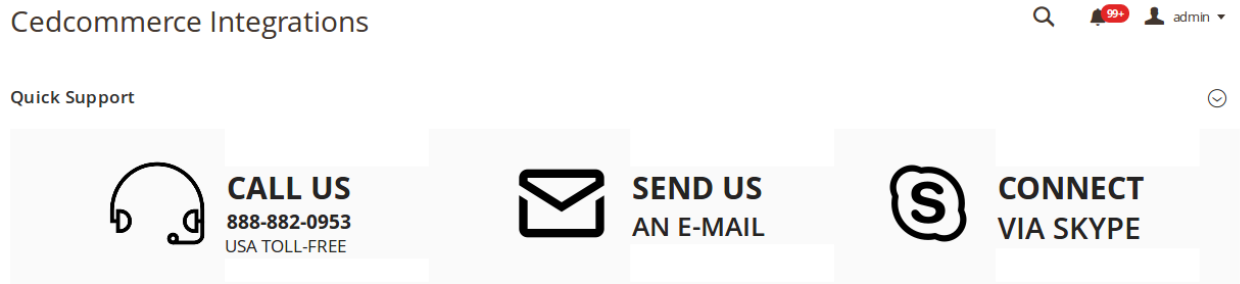 Cedcommerce Integrations
99+
admin
Quick Support
CALL US
888-882-0953
USA TOLL-FREE
SEND US
AN E-MAIL
S
CONNECT
VIA SKYPE